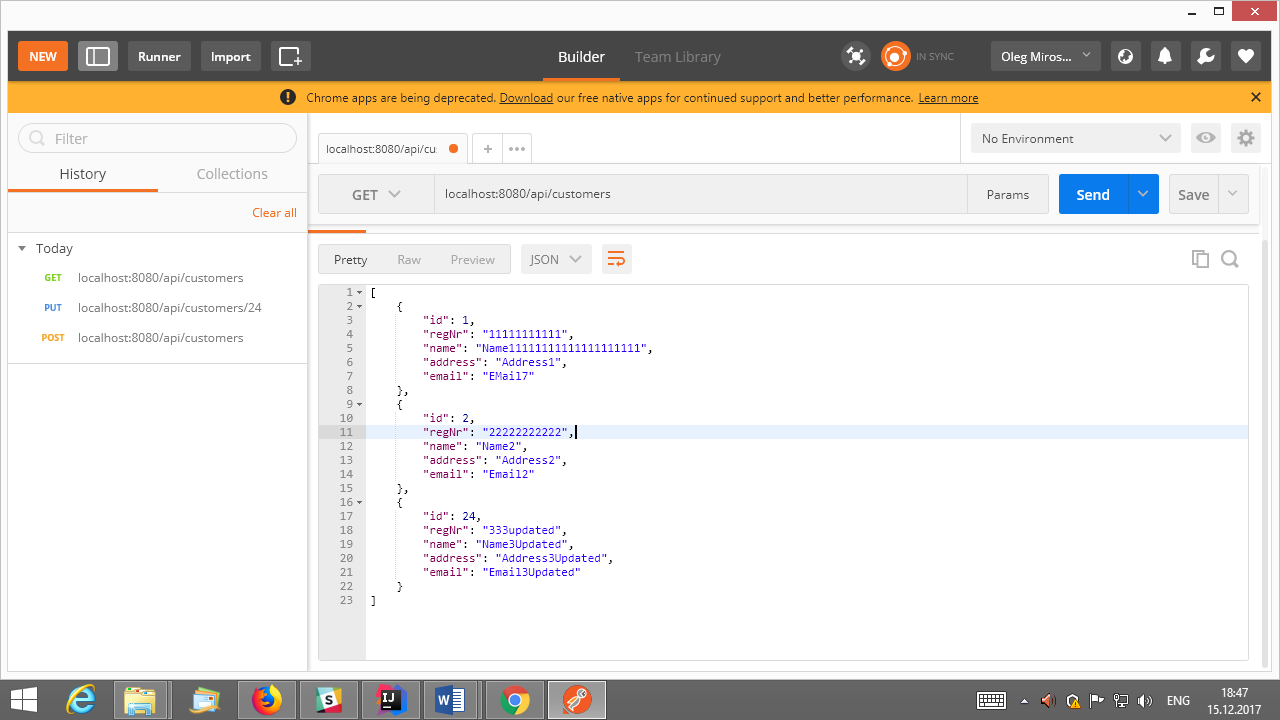 NEW Runner Import Builder Team Library IN SYNC Oleg Miros...
Chrome apps are being deprecated. Download our free native apps for continued support and better performance. Learn more
Filter
History Collections
Clear all
Today
GET localhost:8080/api/customers
PUT localhost:8080/api/customers/24
POST localhost:8080/api/customers
localhost:8080/api/cu
No Environment
GET localhost:8080/api/customers Params Send Save
Pretty Raw Preview JSON
1 [
2 {
3 "id": 1,
4 "regNr": "11111111111",
5 "name": "Name11111111111111111111",
6 "address": "Address1",
7 "email": "EMail7"
8 },
9 {
10 "id": 2,
11 "regNr": "22222222222",
12 "name": "Name2",
13 "address": "Address2",
14 "email": "Email2"
15 },
16 {
17 "id": 24,
18 "regNr": "333updated",
19 "name": "Name3Updated",
20 "address": "Address3Updated",
21 "email": "Email3Updated"
22 }
23 ]
ENG
18:47
15.12.2017